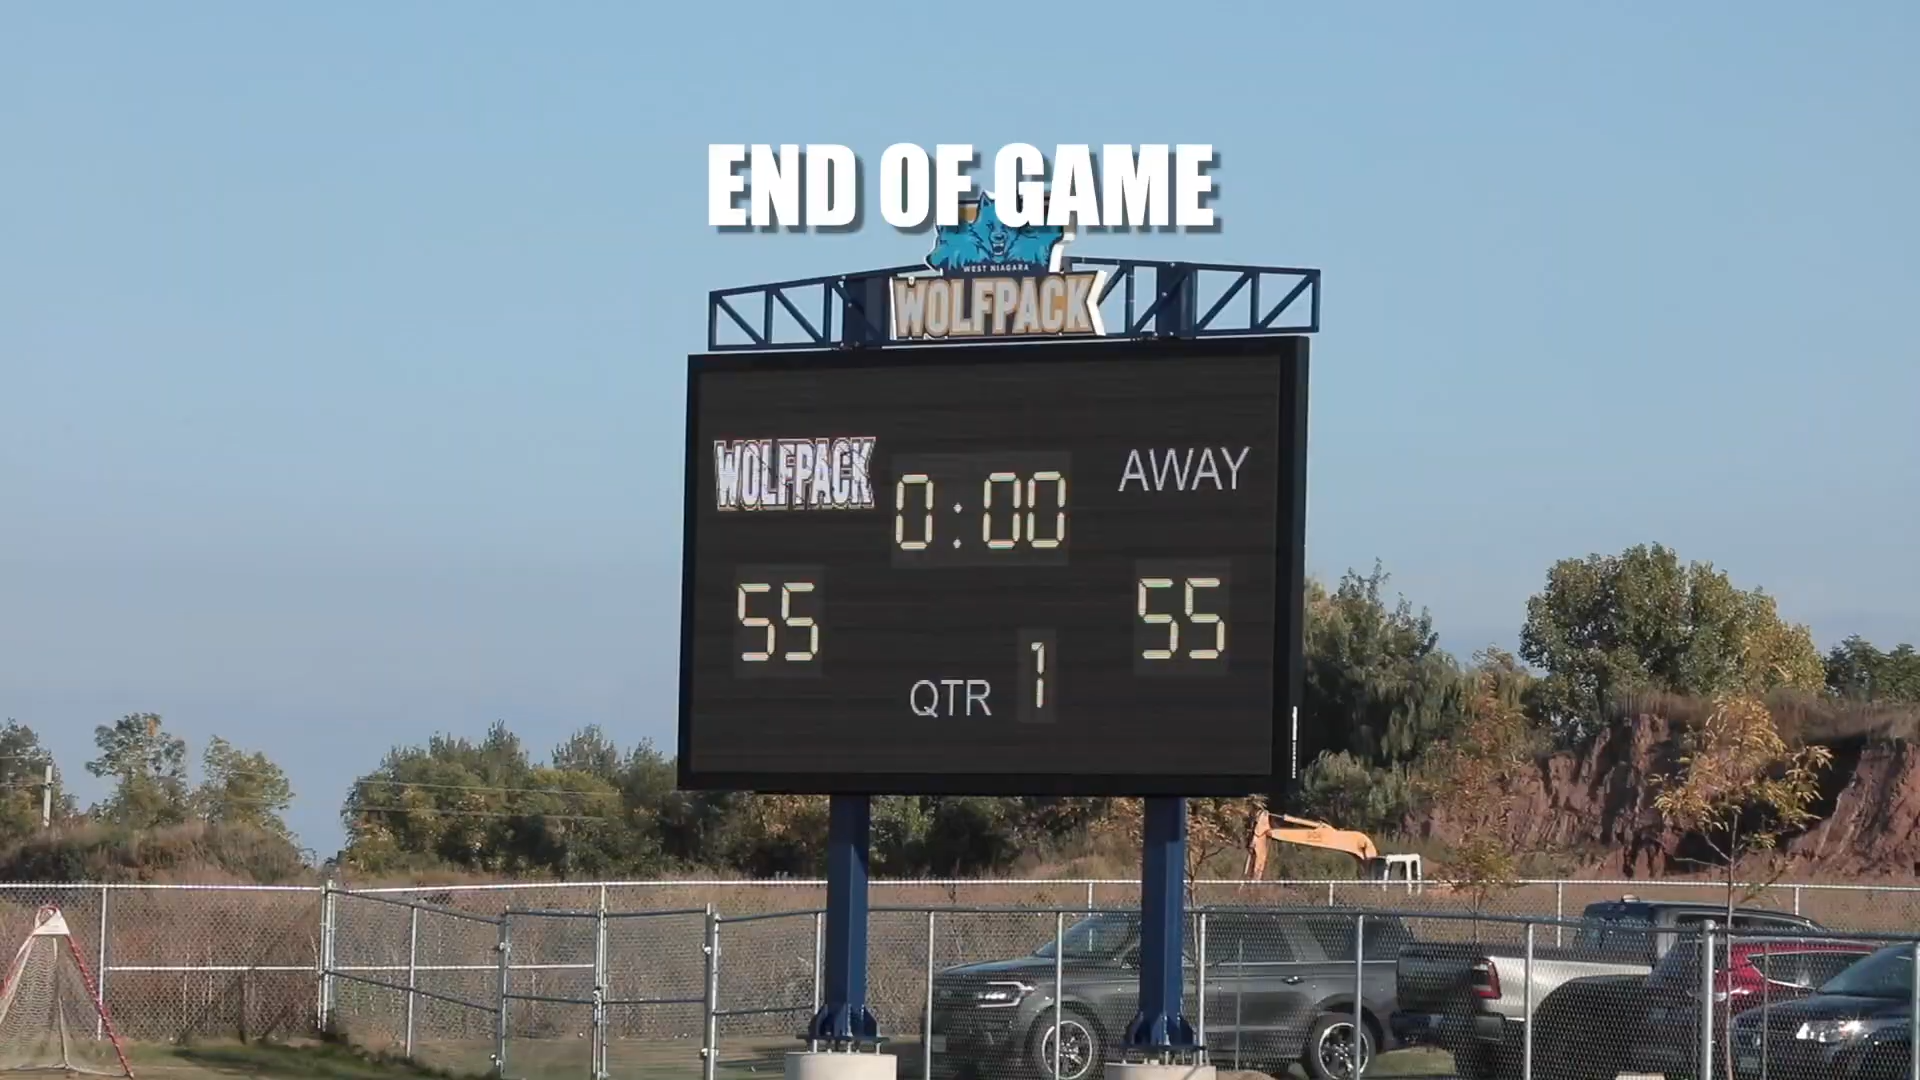 END OF GAME
WEST NIAGARA
WOLFPACK
WOLFPACK
0:00
AWAY
55
55
QTR 1